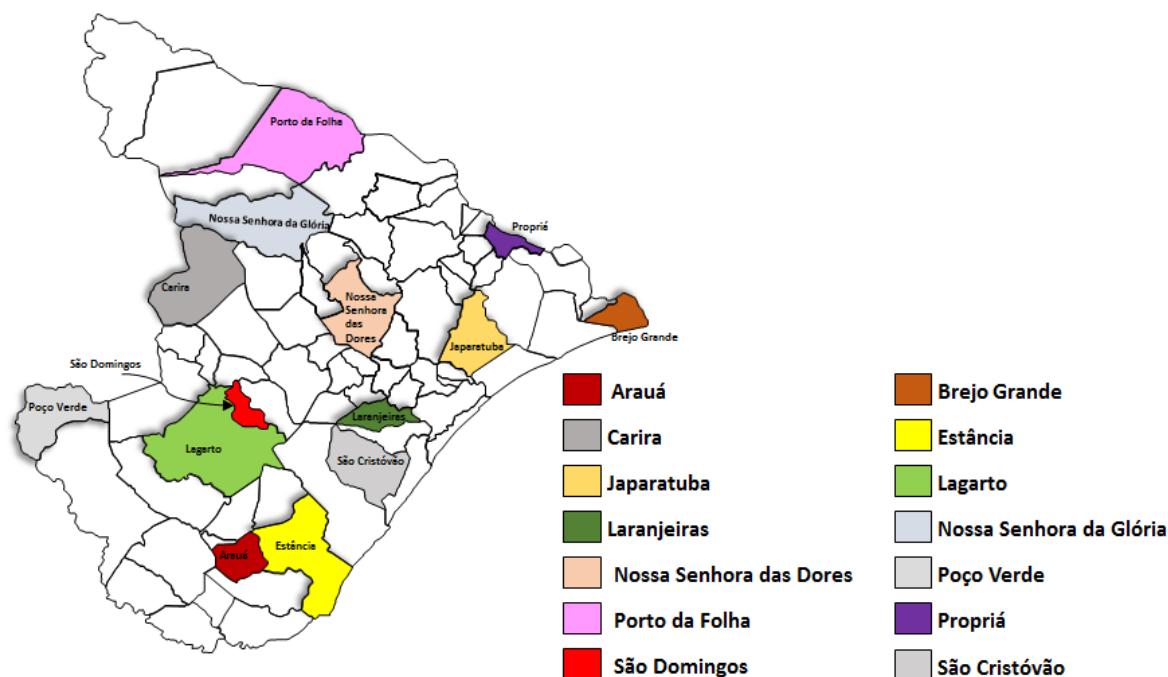 Porto da Folha
Nossa Senhora da Glória
Propriá
Carira
Nossa
Senhora
das
Dores
Brejo Grande
Japaratuba
São Domingos
Poço Verde
Laranjeiras
Lagarto
São Cristóvão
Estância
Arauá
Arauá
Carira
Japaratuba
Laranjeiras
Nossa Senhora das Dores
Porto da Folha
São Domingos
Brejo Grande
Estância
Lagarto
Nossa Senhora da Glória
Poço Verde
Propriá
São Cristóvão